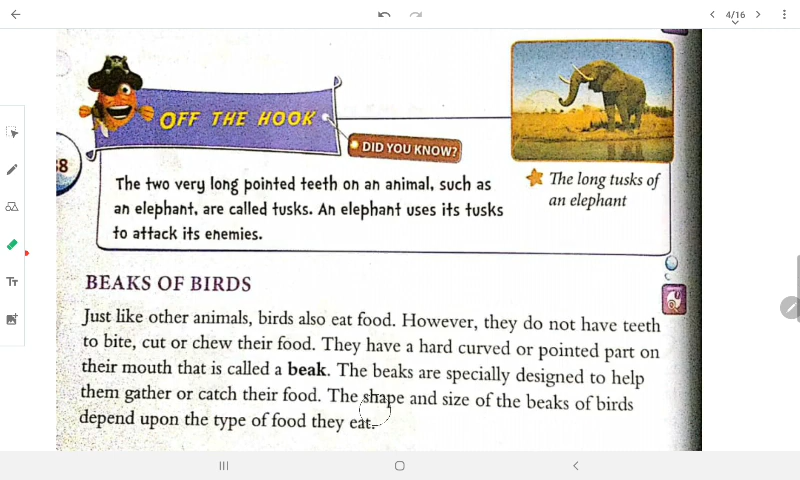 4/16
OFF THE HOOK
DID YOU KNOW?
The two very long pointed teeth on an animal, such as
an elephant, are called tusks. An elephant uses its tusks
to attack its enemies.
The long tusks of
an elephant
BEAKS OF BIRDS
Just like other animals, birds also eat food. However, they do not have teeth
to bite, cut or chew their food. They have a hard curved or pointed part on
their mouth that is called a beak. The beaks are specially designed to help
them gather or catch their food. The shape and size of the beaks of birds
depend upon the type of food they eat.
Tт